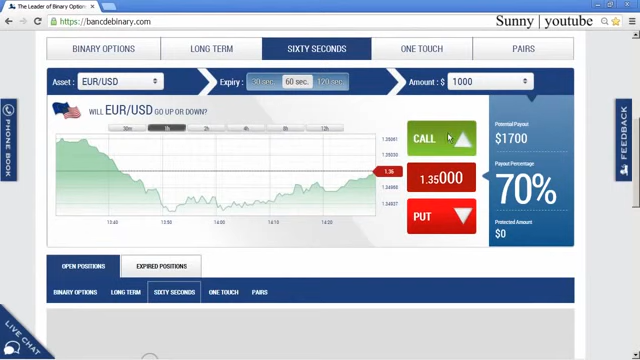 The Leader of Binary Option
https://bancdebinary.com
Sunny | youtube
BINARY OPTIONS LONG TERM SIXTY SECONDS ONE TOUCH PAIRS
Asset: EUR/USD Expiry: 30 sec. 60 sec. 120 sec. Amount: $ 1000
WILL EUR/USD GO UP OR DOWN?
30m 1h 2h 4h 8h 12h
CALL
1.35000
PUT
1.35061
1.35030
1.35
1.34968
1.34937
13:40 13:50 14:00 14:10 14:20
Potential Payout
$1700
Payout Percentage
70%
Protected Amount
$0
PHONE BOOK
FEEDBACK
OPEN POSITIONS EXPIRED POSITIONS
BINARY OPTIONS LONG TERM SIXTY SECONDS ONE TOUCH PAIRS
LIVE CHAT